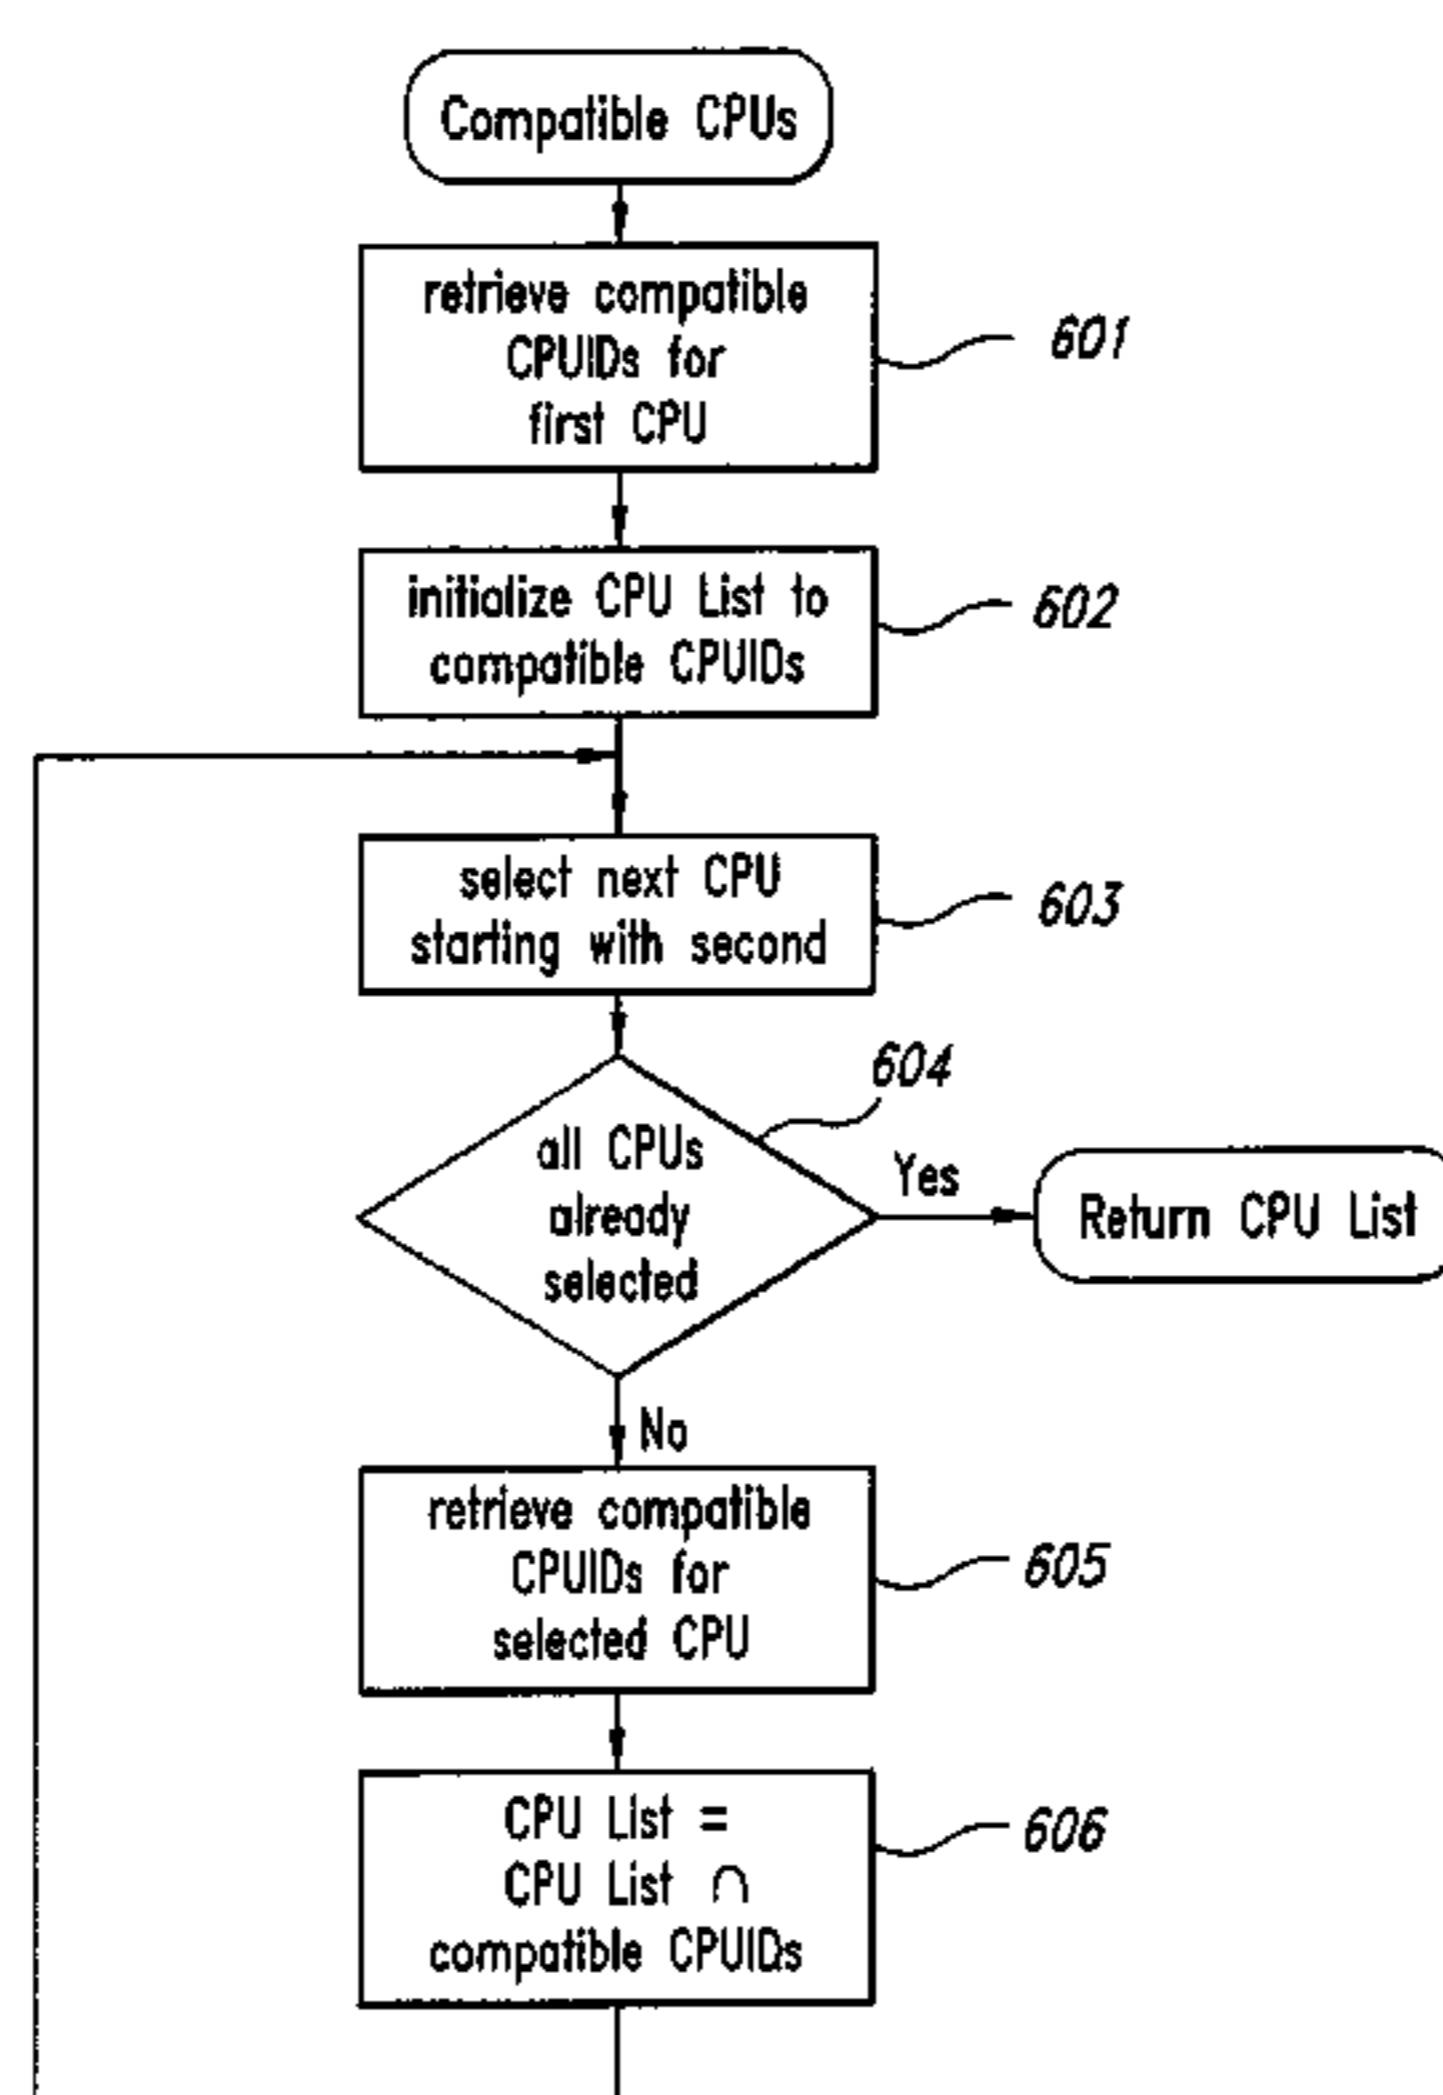 Compatible CPUs
retrieve compatible
CPUIDs for
first CPU
601
initialize CPU List to
compatible CPUIDs
602
select next CPU
starting with second
603
604
all CPUs
already
selected
Yes
Return CPU List
No
retrieve compatible
CPUIDs for
selected CPU
605
CPU List =
CPU List ∩
compatible CPUIDs
606